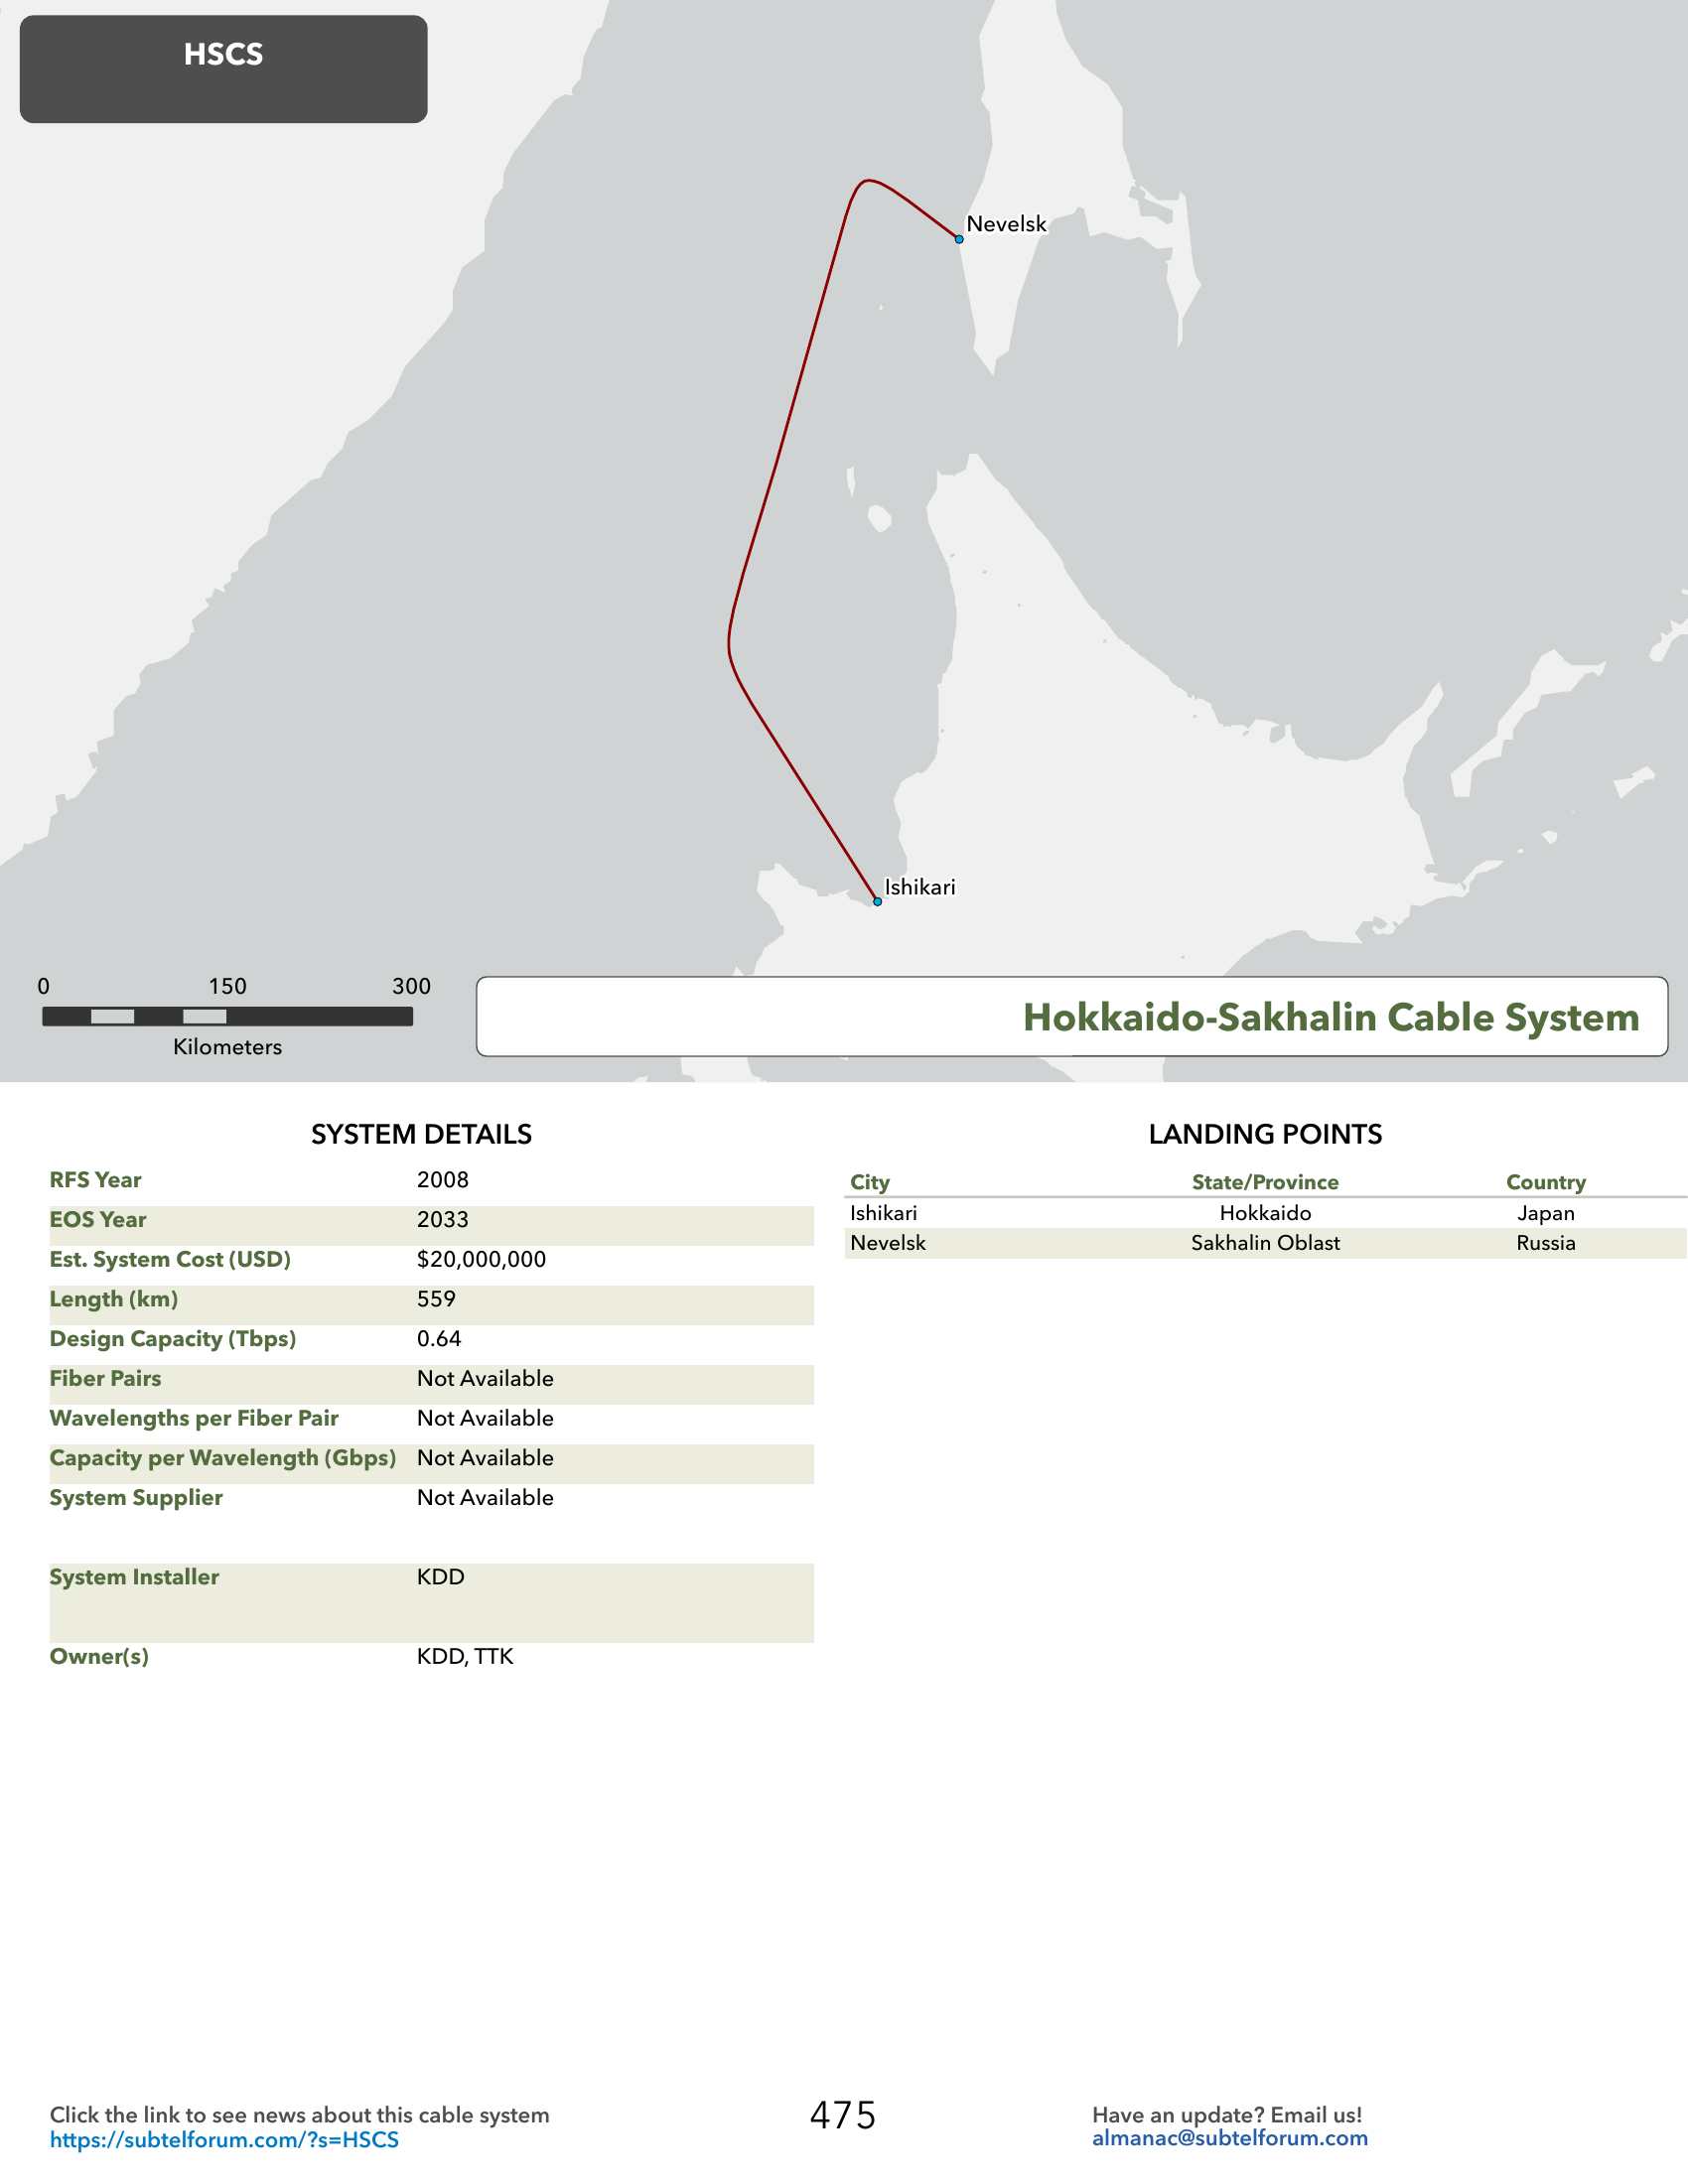 HSCS
Nevelsk
Ishikari
0 150 300
Kilometers
Hokkaido-Sakhalin Cable System
SYSTEM DETAILS
RFS Year 2008
EOS Year 2033
Est. System Cost (USD) $20,000,000
Length (km) 559
Design Capacity (Tbps) 0.64
Fiber Pairs Not Available
Wavelengths per Fiber Pair Not Available
Capacity per Wavelength (Gbps) Not Available
System Supplier Not Available
System Installer KDD
Owner(s) KDD, TTK
LANDING POINTS
City State/Province Country
Ishikari Hokkaido Japan
Nevelsk Sakhalin Oblast Russia
Click the link to see news about this cable system
https://subtelforum.com/?s=HSCS
475
Have an update? Email us!
almanac@subtelforum.com